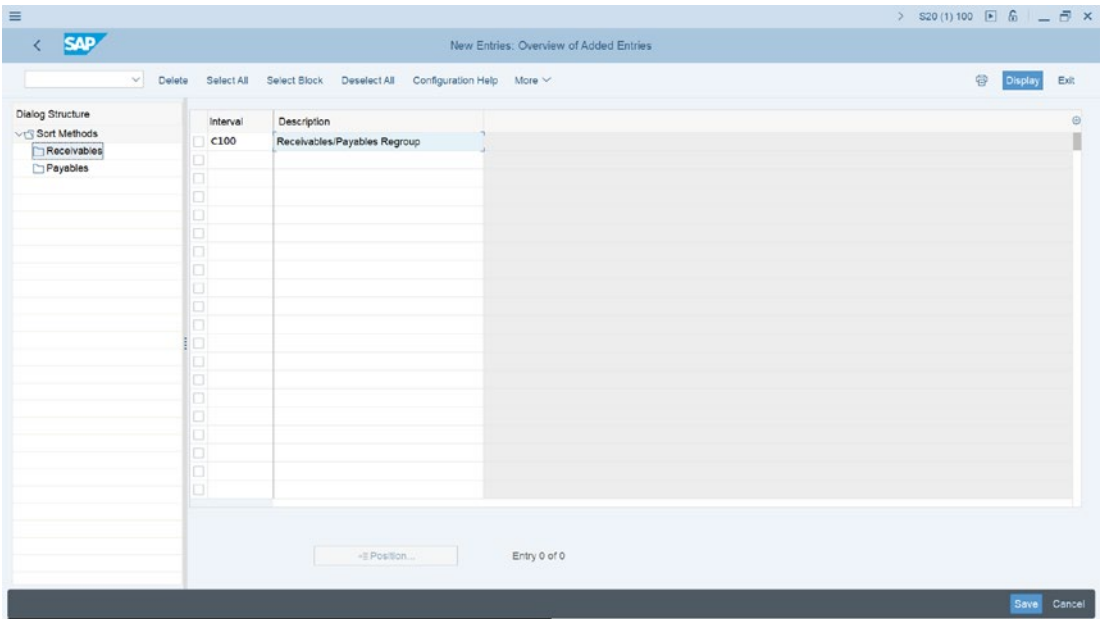 S20 (1) 100
SAP
New Entries: Overview of Added Entries
Delete Select All Select Block Deselect All Configuration Help More Display Exit
Dialog Structure
Sort Methods
Receivables
Payables
Interval Description
C100 Receivables/Payables Regroup
Position...
Entry 0 of 0
Save Cancel